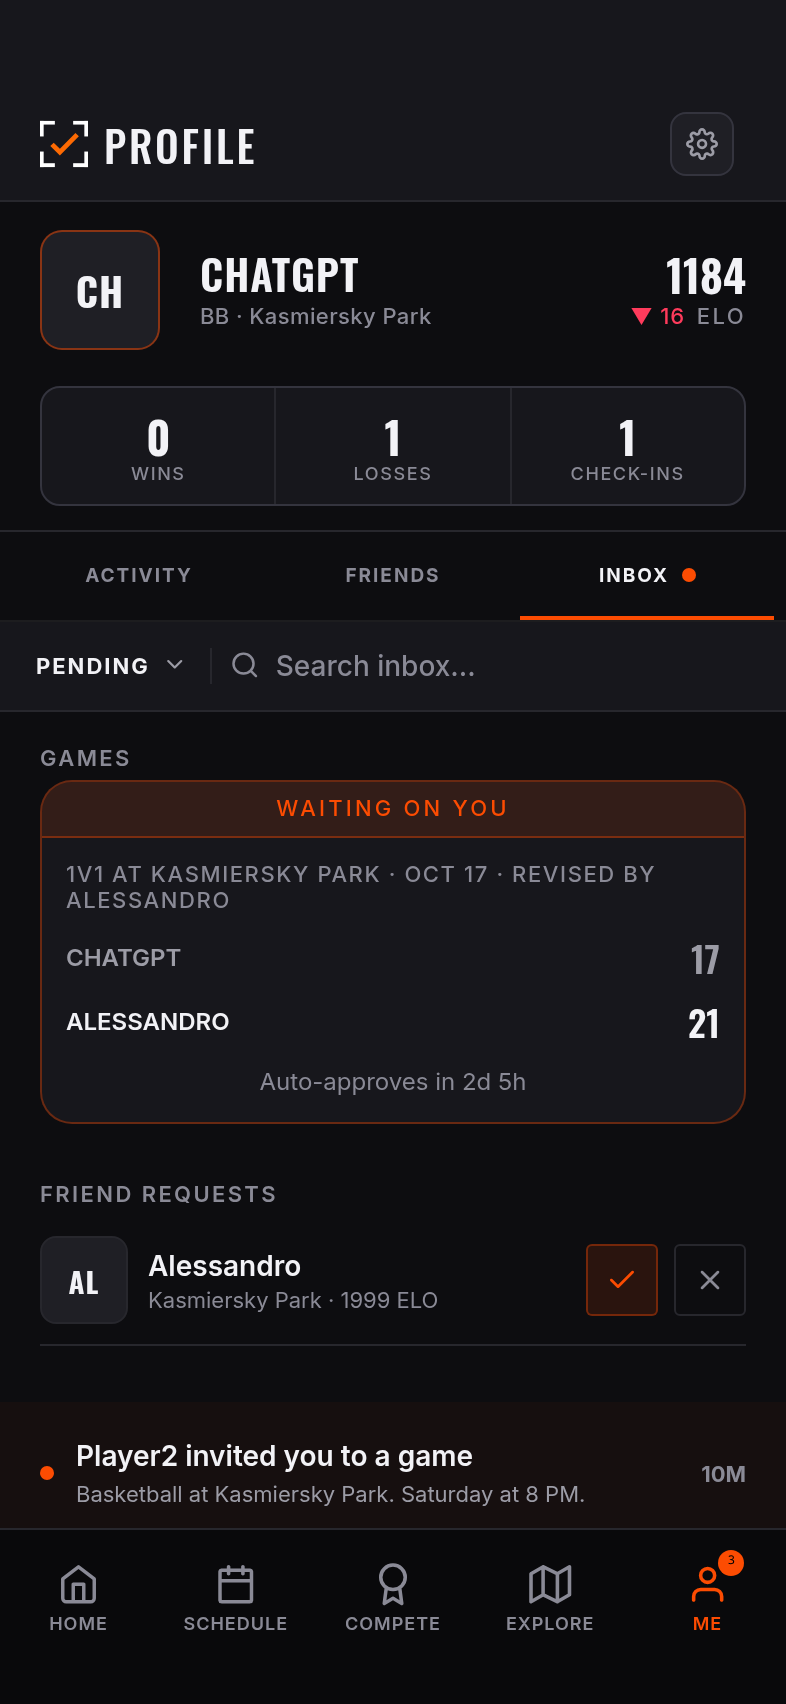 PROFILE
CH
CHATGPT
1184
BB · Kasmiersky Park
▼ 16 ELO
0
1
1
WINS
LOSSES
CHECK-INS
ACTIVITY
FRIENDS
INBOX
PENDING
Search inbox...
GAMES
WAITING ON YOU
1V1 AT KASMIERSKY PARK · OCT 17 · REVISED BY
ALESSANDRO
CHATGPT
17
ALESSANDRO
21
Auto-approves in 2d 5h
FRIEND REQUESTS
AL
Alessandro
Kasmiersky Park · 1999 ELO
Player2 invited you to a game
Basketball at Kasmiersky Park. Saturday at 8 PM.
10M
3
HOME
SCHEDULE
COMPETE
EXPLORE
ME